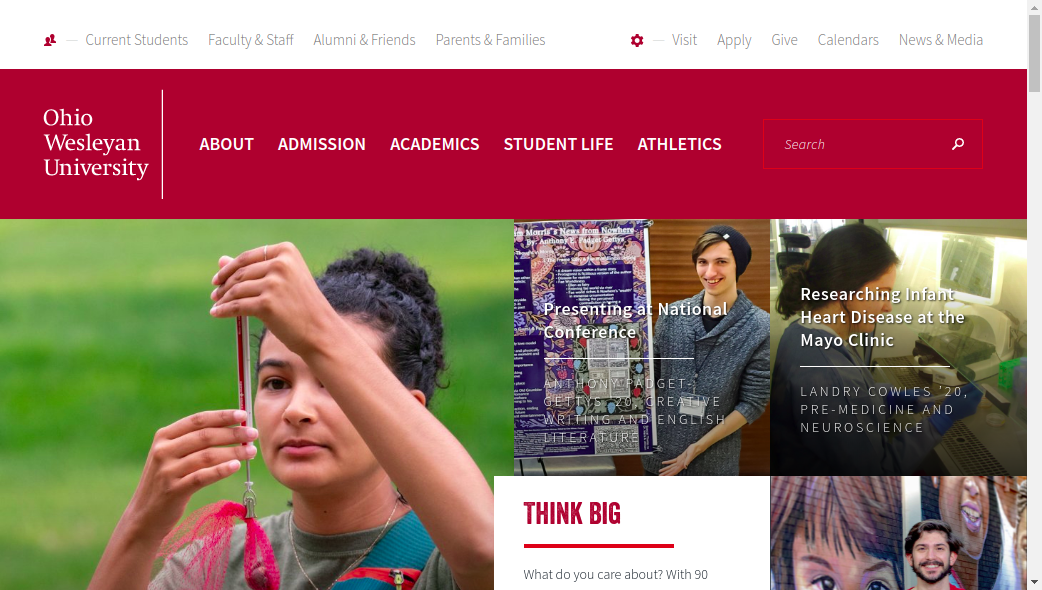 Current Students Faculty & Staff Alumni & Friends Parents & Families Visit Apply Give Calendars News & Media
Ohio
Wesleyan
University
ABOUT ADMISSION ACADEMICS STUDENT LIFE ATHLETICS Search
Morris's News from Nowhere
By: Anthony E. Padget-Gettys
Presenting at National
Conference
ANTHONY PADGET-
GETTYS '20, CREATIVE
WRITING AND ENGLISH
LITERATURE
Researching Infant
Heart Disease at the
Mayo Clinic
LANDRY COWLES '20,
PRE-MEDICINE AND
NEUROSCIENCE
THINK BIG
What do you care about? With 90